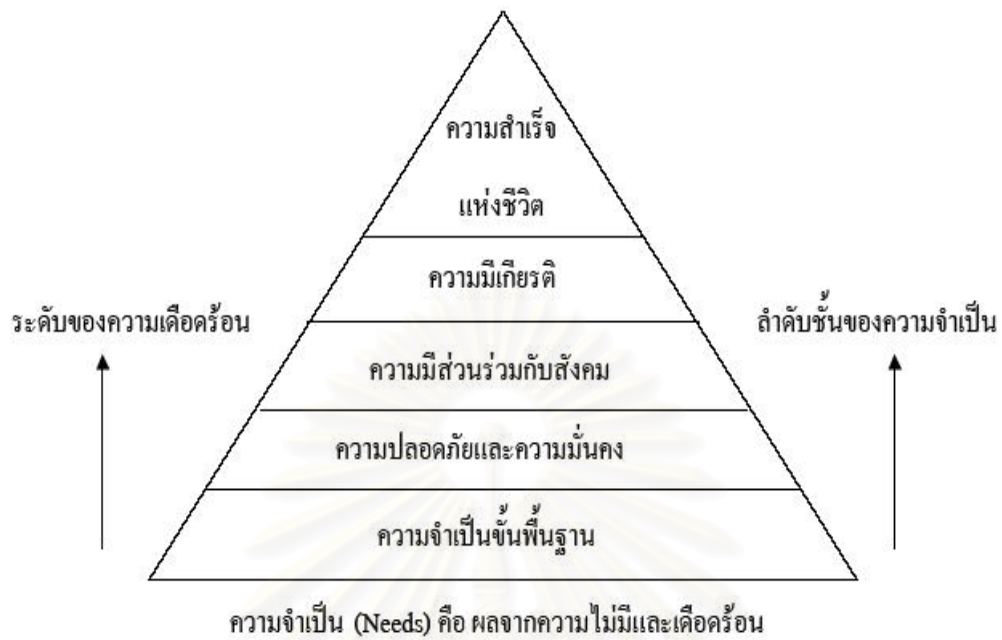 ความสำเร็จ
แห่งชีวิต
ความมีเกียรติ
ระดับของความเดือดร้อน
ลำดับชั้นของความจำเป็น
ความมีส่วนร่วมกับสังคม
ความปลอดภัยและความมั่นคง
ความจำเป็นขั้นพื้นฐาน
ความจำเป็น (Needs) คือ ผลจากความไม่มีและเดือดร้อน